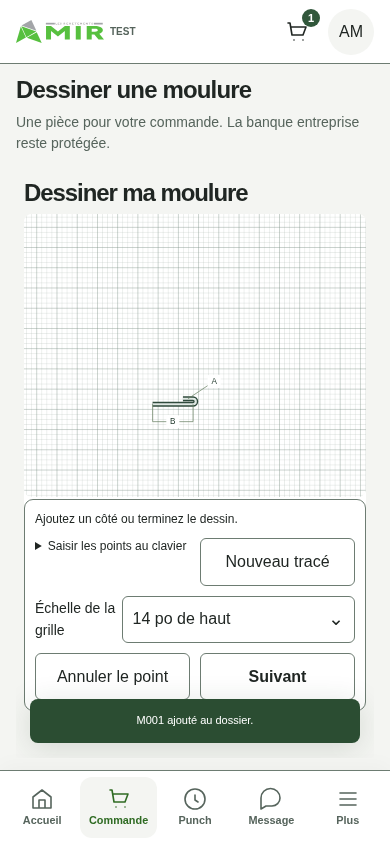 MIR TEST
1
AM
Dessiner une moulure
Une pièce pour votre commande. La banque entreprise
reste protégée.
Dessiner ma moulure
A
B
Ajoutez un côté ou terminez le dessin.
Saisir les points au clavier
Nouveau tracé
Échelle de la
grille
14 po de haut
Annuler le point
Suivant
M001 ajouté au dossier.
Accueil
Commande
Punch
Message
Plus